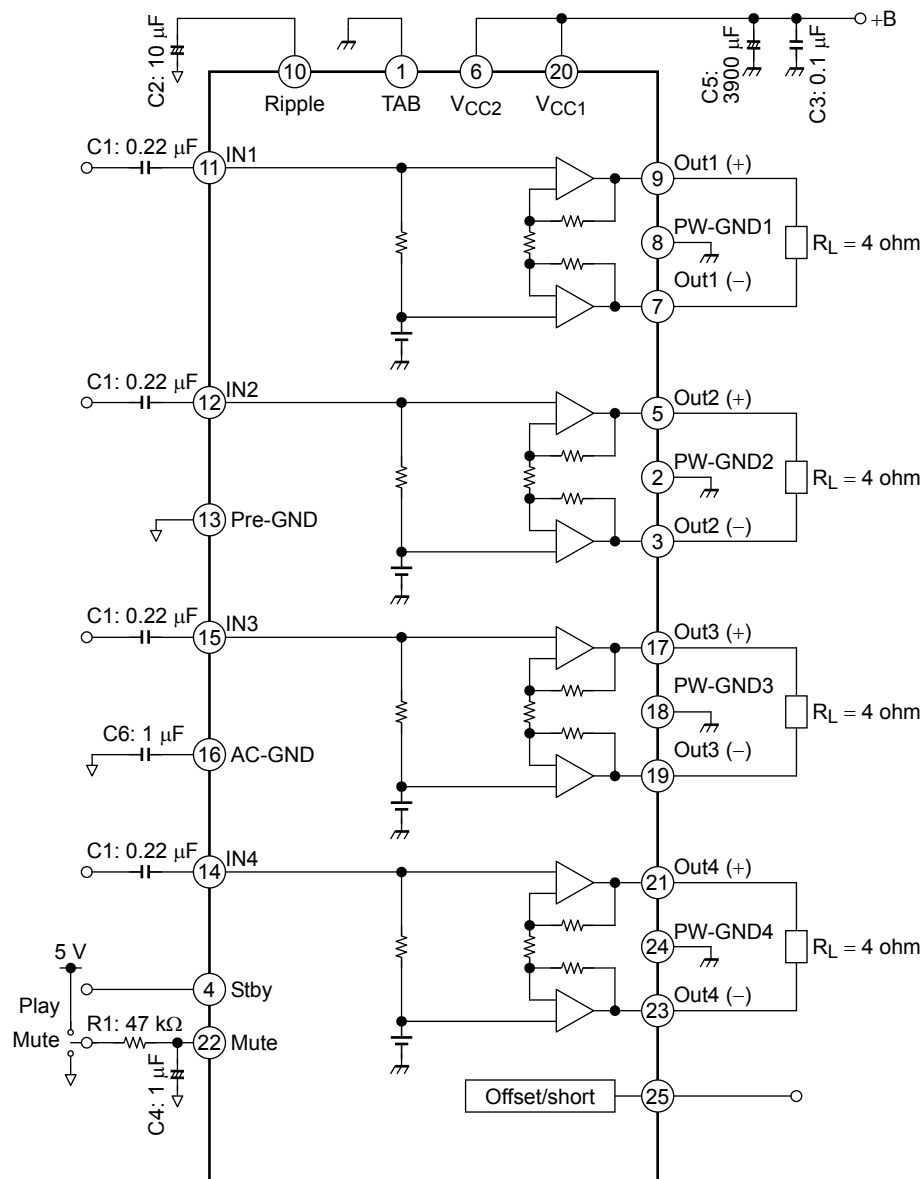 C2: 10 μF
+B
C5: 3900 μF
C3: 0.1 μF
10
1
6
20
Ripple
TAB
VCC2
VCC1
C1: 0.22 μF
11
IN1
9
Out1 (+)
8
PW-GND1
RL = 4 ohm
7
Out1 (−)
C1: 0.22 μF
12
IN2
5
Out2 (+)
2
PW-GND2
RL = 4 ohm
13
Pre-GND
3
Out2 (−)
C1: 0.22 μF
15
IN3
17
Out3 (+)
18
PW-GND3
RL = 4 ohm
C6: 1 μF
16
AC-GND
19
Out3 (−)
C1: 0.22 μF
14
IN4
21
Out4 (+)
24
PW-GND4
RL = 4 ohm
5 V
Play
4
Stby
23
Out4 (−)
Mute
R1: 47 kΩ
22
Mute
C4: 1 μF
Offset/short
25